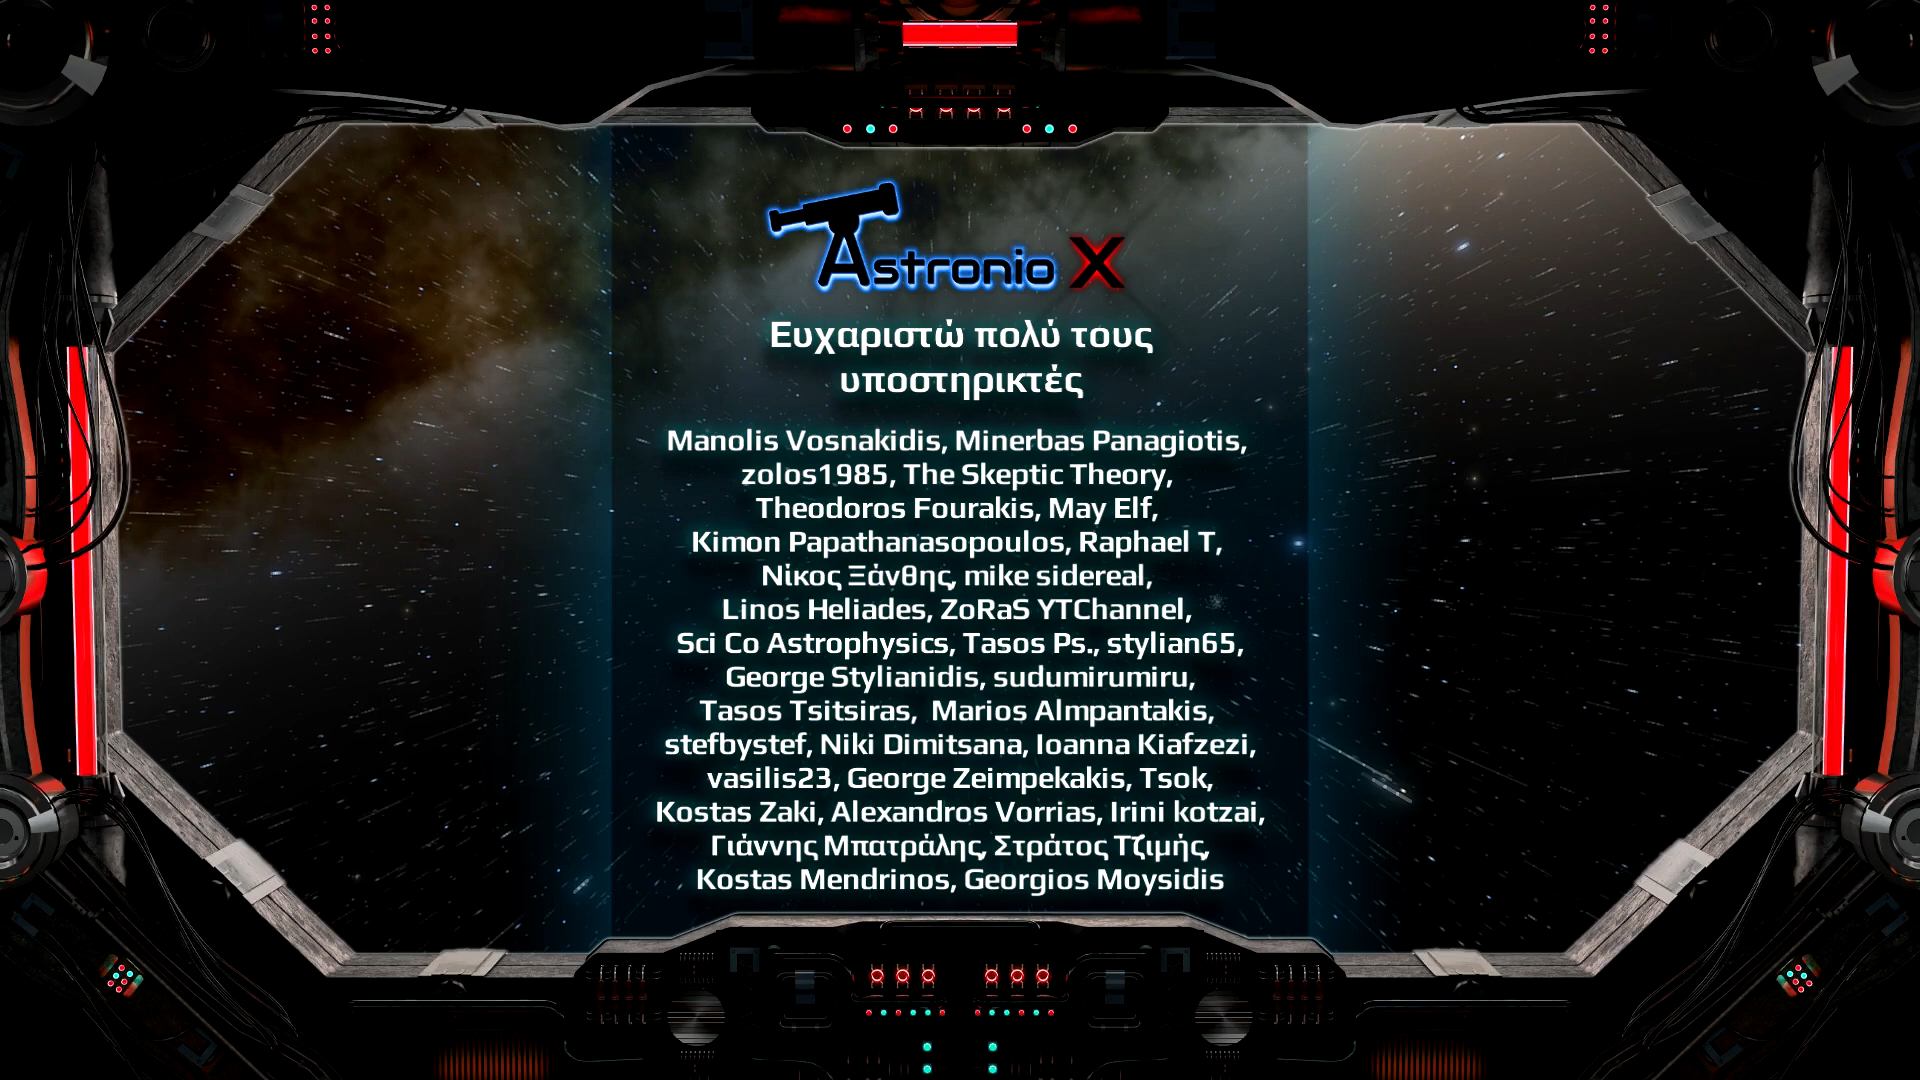 Astronio X
Ευχαριστώ πολύ τους
υποστηρικτές
Manolis Vosnakidis, Minerbas Panagiotis,
zolos1985, The Skeptic Theory,
Theodoros Fourakis, May Elf,
Kimon Papathanasopoulos, Raphael T,
Νίκος Ξάνθης, mike sidereal,
Linos Heliades, ZoRaS YTChannel,
Sci Co Astrophysics, Tasos Ps., stylian65,
George Stylianidis, sudumirumiru,
Tasos Tsitsiras,  Marios Almpantakis,
stefbystef, Niki Dimitsana, Ioanna Kiafzezi,
vasilis23, George Zeimpekakis, Tsok,
Kostas Zaki, Alexandros Vorrias, Irini kotzai,
Γιάννης Μπατράλης, Στράτος Τζιμής,
Kostas Mendrinos, Georgios Moysidis